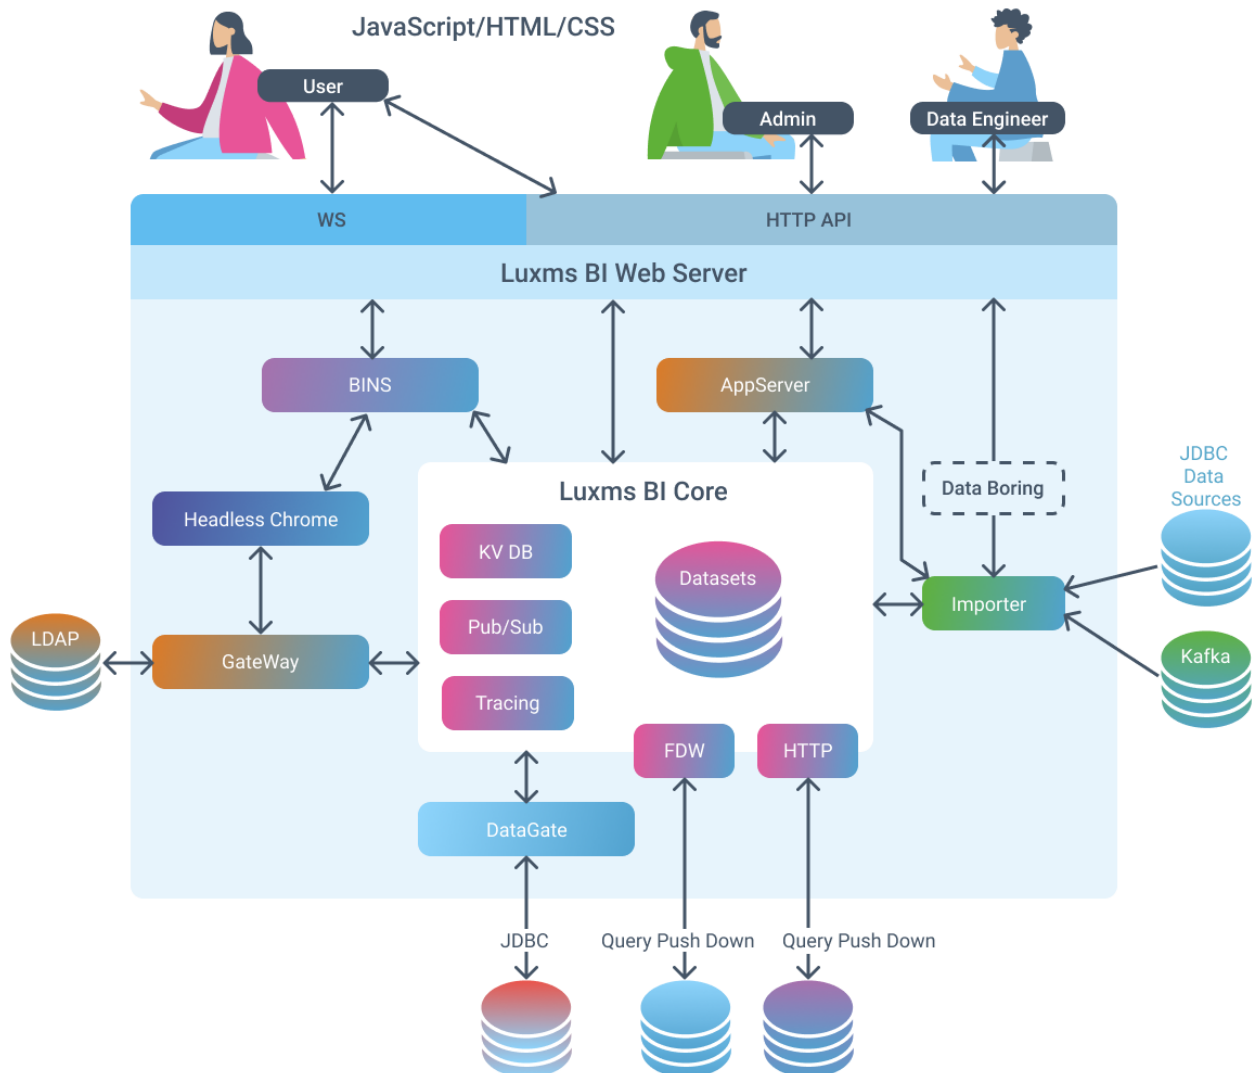 JavaScript/HTML/CSS
User
Admin
Data Engineer
WS
HTTP API
Luxms BI Web Server
BINS
AppServer
JDBC
Data
Sources
Luxms BI Core
Data Boring
Headless Chrome
KV DB
Datasets
Importer
LDAP
Pub/Sub
GateWay
Kafka
Tracing
FDW
HTTP
DataGate
JDBC
Query Push Down
Query Push Down